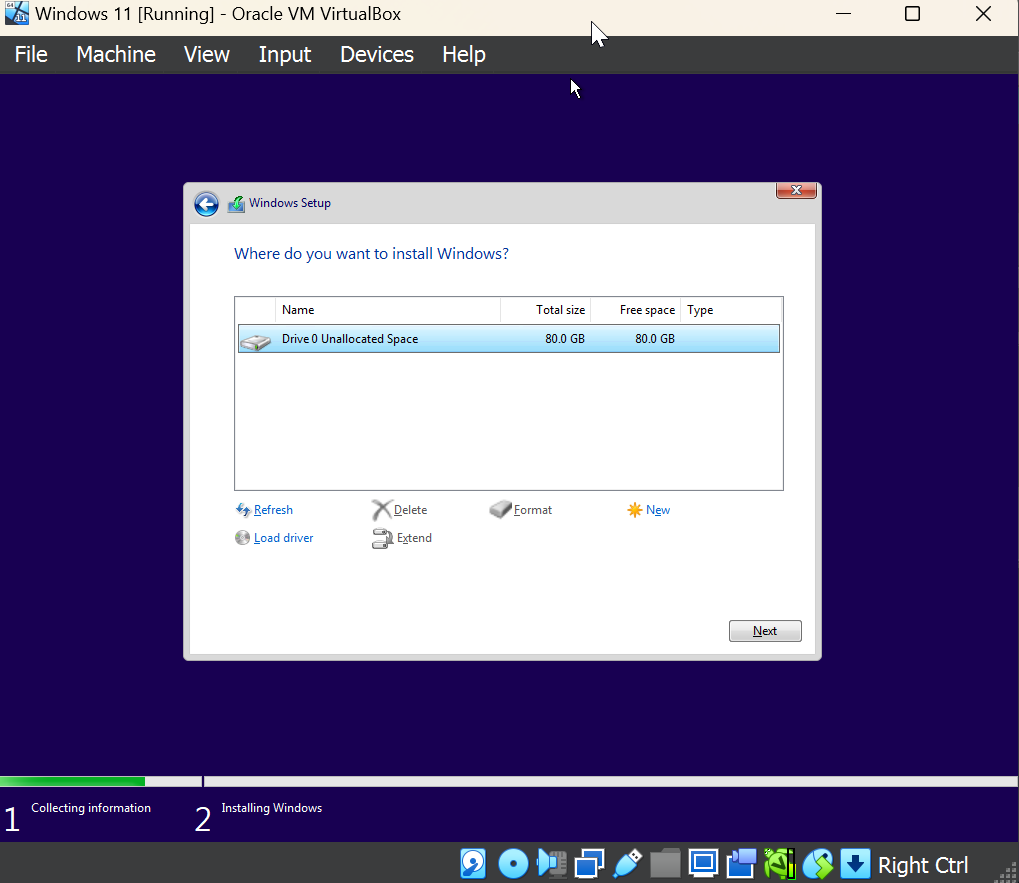 Windows 11 [Running] - Oracle VM VirtualBox
File Machine View Input Devices Help
Windows Setup
Where do you want to install Windows?
Name Total size Free space Type
Drive 0 Unallocated Space 80.0 GB 80.0 GB
Refresh Delete Format New
Load driver Extend
Next
1 Collecting information 2 Installing Windows
Right Ctrl